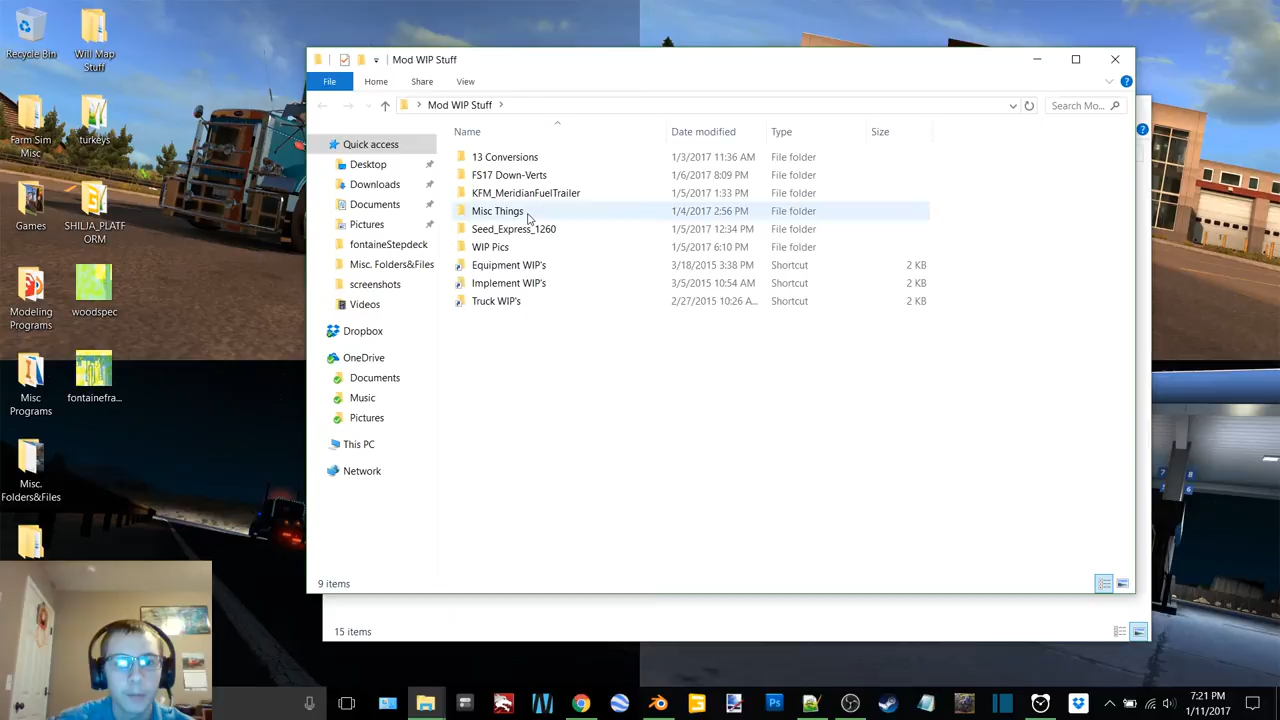 Recycle Bin
Will Map
Stuff
Farm Sim
Misc
turkeys
Games
SHILJA_PLATF
ORM
Modeling
Programs
woodspec
Misc
Programs
fontainefra...
Misc.
Folders&Files
Mod WIP Stuff
File
Home
Share
View
Mod WIP Stuff
Search Mo...
Name
Date modified
Type
Size
Quick access
Desktop
Downloads
Documents
Pictures
fontaineStepdeck
Misc. Folders&Files
screenshots
Videos
Dropbox
OneDrive
Documents
Music
Pictures
This PC
Network
13 Conversions 1/3/2017 11:36 AM File folder
FS17 Down-Verts 1/6/2017 8:09 PM File folder
KFM_MeridianFuelTrailer 1/5/2017 1:33 PM File folder
Misc Things 1/4/2017 2:56 PM File folder
Seed_Express_1260 1/5/2017 12:34 PM File folder
WIP Pics 1/5/2017 6:10 PM File folder
Equipment WIP's 3/18/2015 3:38 PM Shortcut 2 KB
Implement WIP's 3/5/2015 10:54 AM Shortcut 2 KB
Truck WIP's 2/27/2015 10:26 A... Shortcut 2 KB
9 items
15 items
7:21 PM
1/11/2017